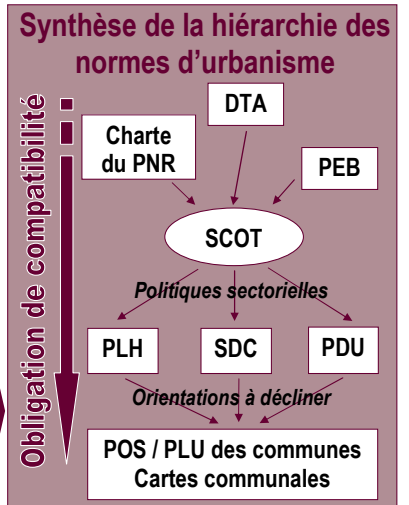 Synthèse de la hiérarchie des
normes d’urbanisme
Obligation de compatibilité
DTA
Charte
du PNR
PEB
SCOT
Politiques sectorielles
PLH
SDC
PDU
Orientations à décliner
POS / PLU des communes
Cartes communales